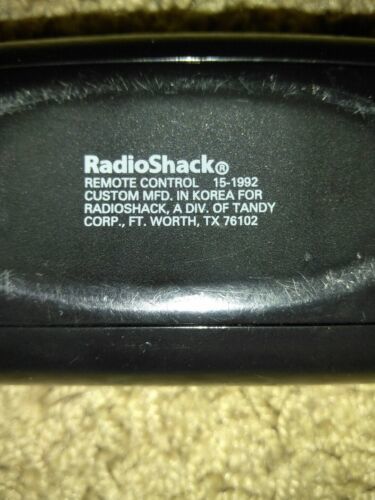 RadioShack®
REMOTE CONTROL 15-1992
CUSTOM MFD. IN KOREA FOR
RADIOSHACK, A DIV. OF TANDY
CORP., FT. WORTH, TX 76102